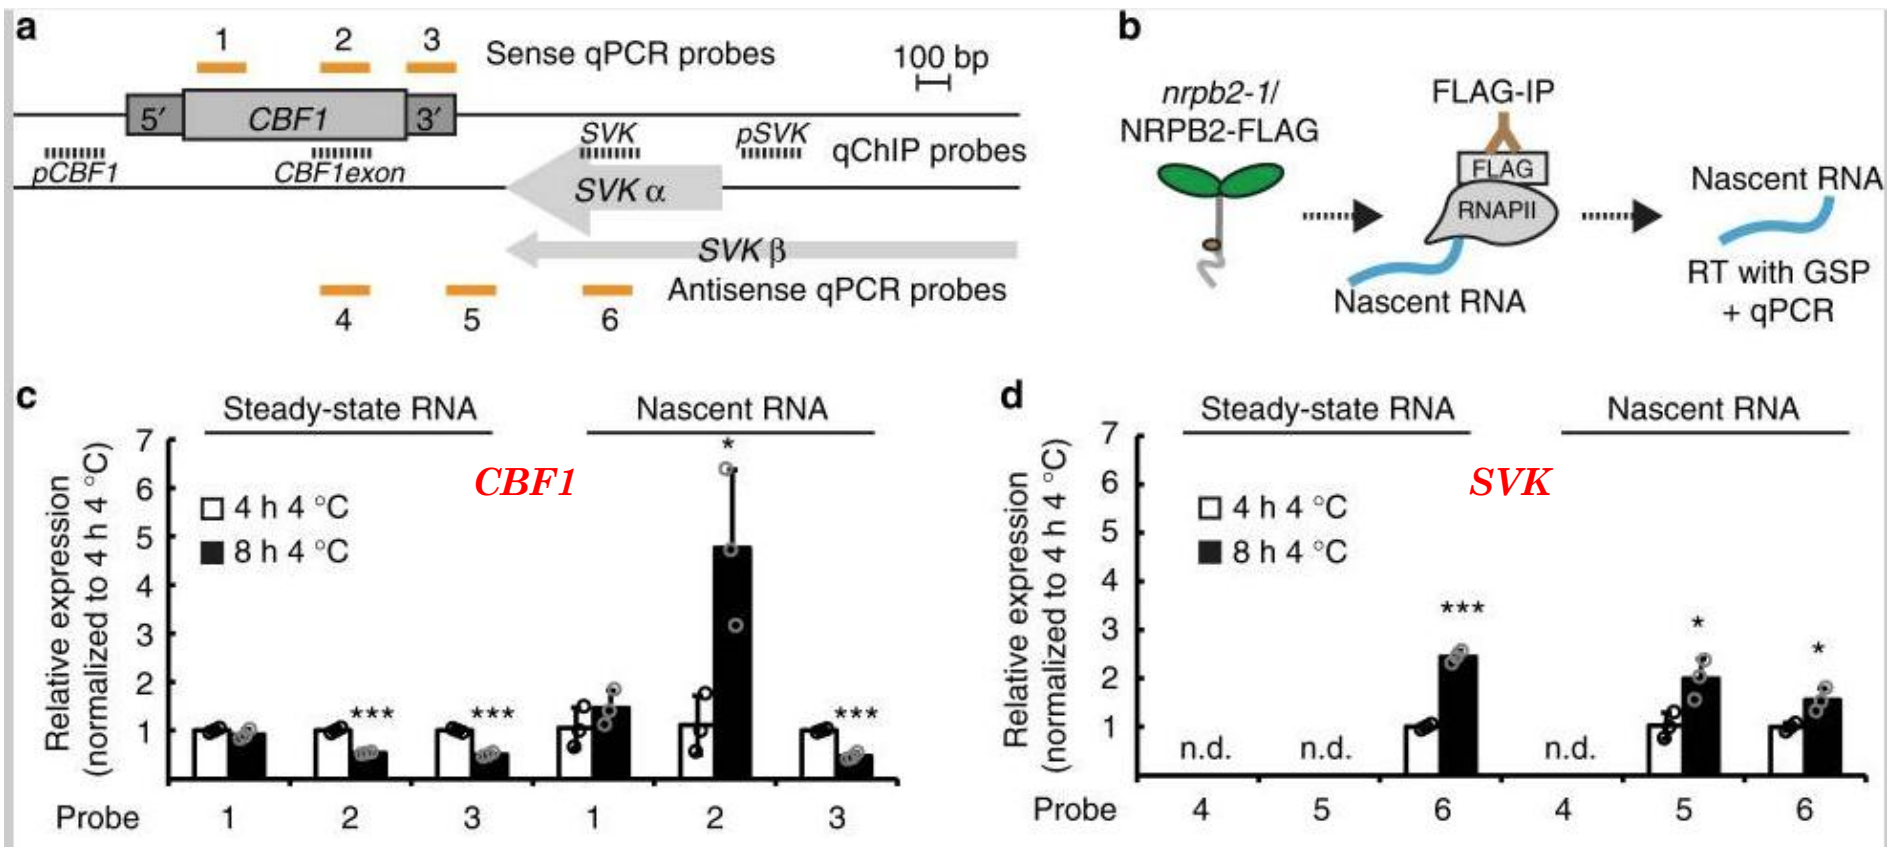 a
1 2 3
Sense qPCR probes
100 bp
5′ CBF1 3′
SVK pSVK
qChIP probes
pCBF1 CBF1exon
SVK α
SVK β
Antisense qPCR probes
4 5 6
b
nrpb2-1/
NRPB2-FLAG
FLAG-IP
FLAG
RNAPII
Nascent RNA
Nascent RNA
RT with GSP
+ qPCR
c
Steady-state RNA Nascent RNA
CBF1
Relative expression
(normalized to 4 h 4 °C)
7
6
5
4
3
2
1
4 h 4 °C
8 h 4 °C
*** *** * ***
Probe 1 2 3 1 2 3
d
Steady-state RNA Nascent RNA
SVK
Relative expression
(normalized to 4 h 4 °C)
7
6
5
4
3
2
1
4 h 4 °C
8 h 4 °C
*** * *
n.d. n.d. n.d.
Probe 4 5 6 4 5 6